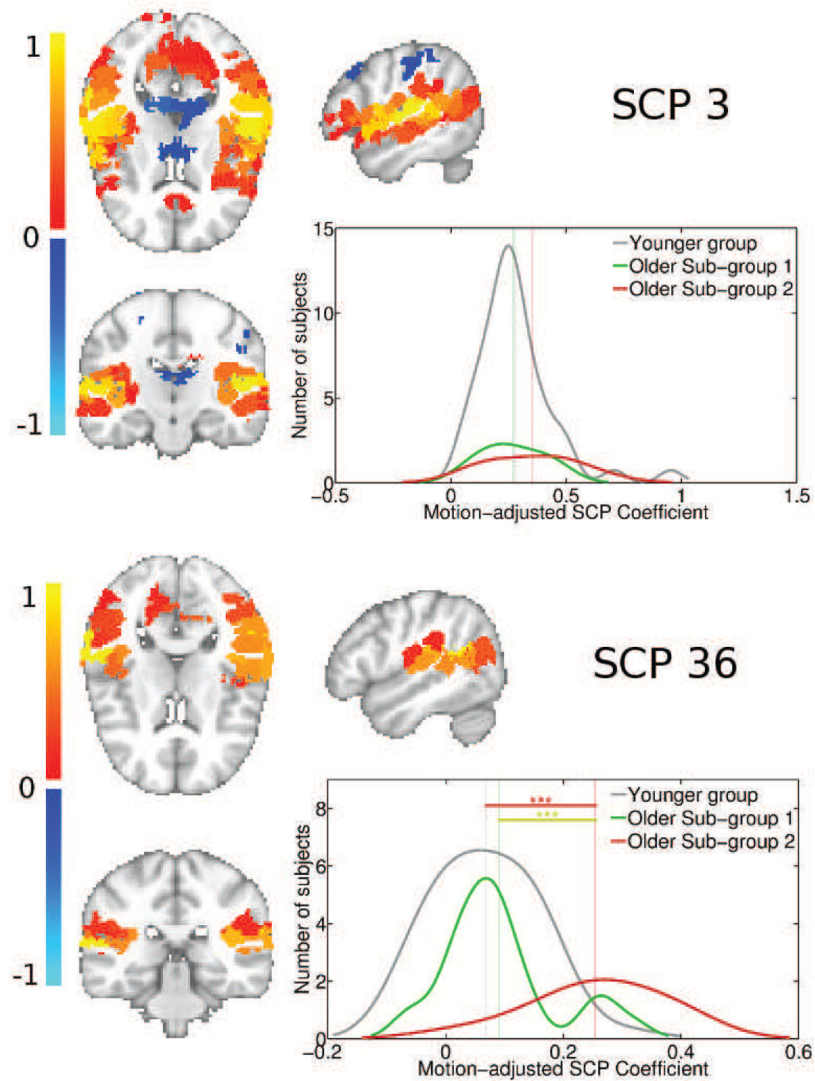 1
0
-1
SCP 3
15
10
5
0
Number of subjects
Younger group
Older Sub-group 1
Older Sub-group 2
−0.5 0 0.5 1 1.5
Motion−adjusted SCP Coefficient
1
0
-1
SCP 36
8
6
4
2
0
Number of subjects
***
***
Younger group
Older Sub-group 1
Older Sub-group 2
−0.2 0 0.2 0.4 0.6
Motion−adjusted SCP Coefficient